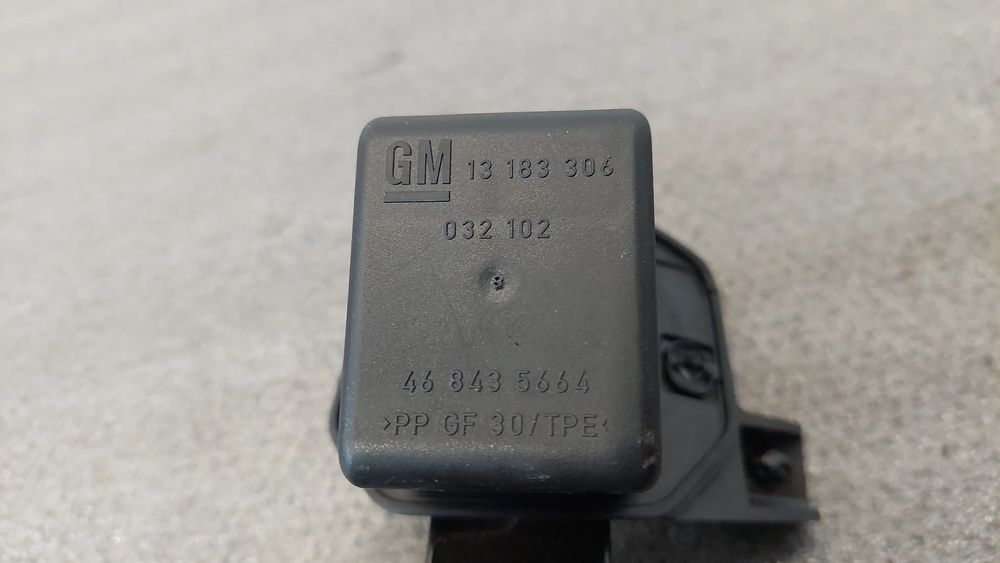 GM 13 183 306
032 102
46 843 5664
>PP GF 30/TPE<